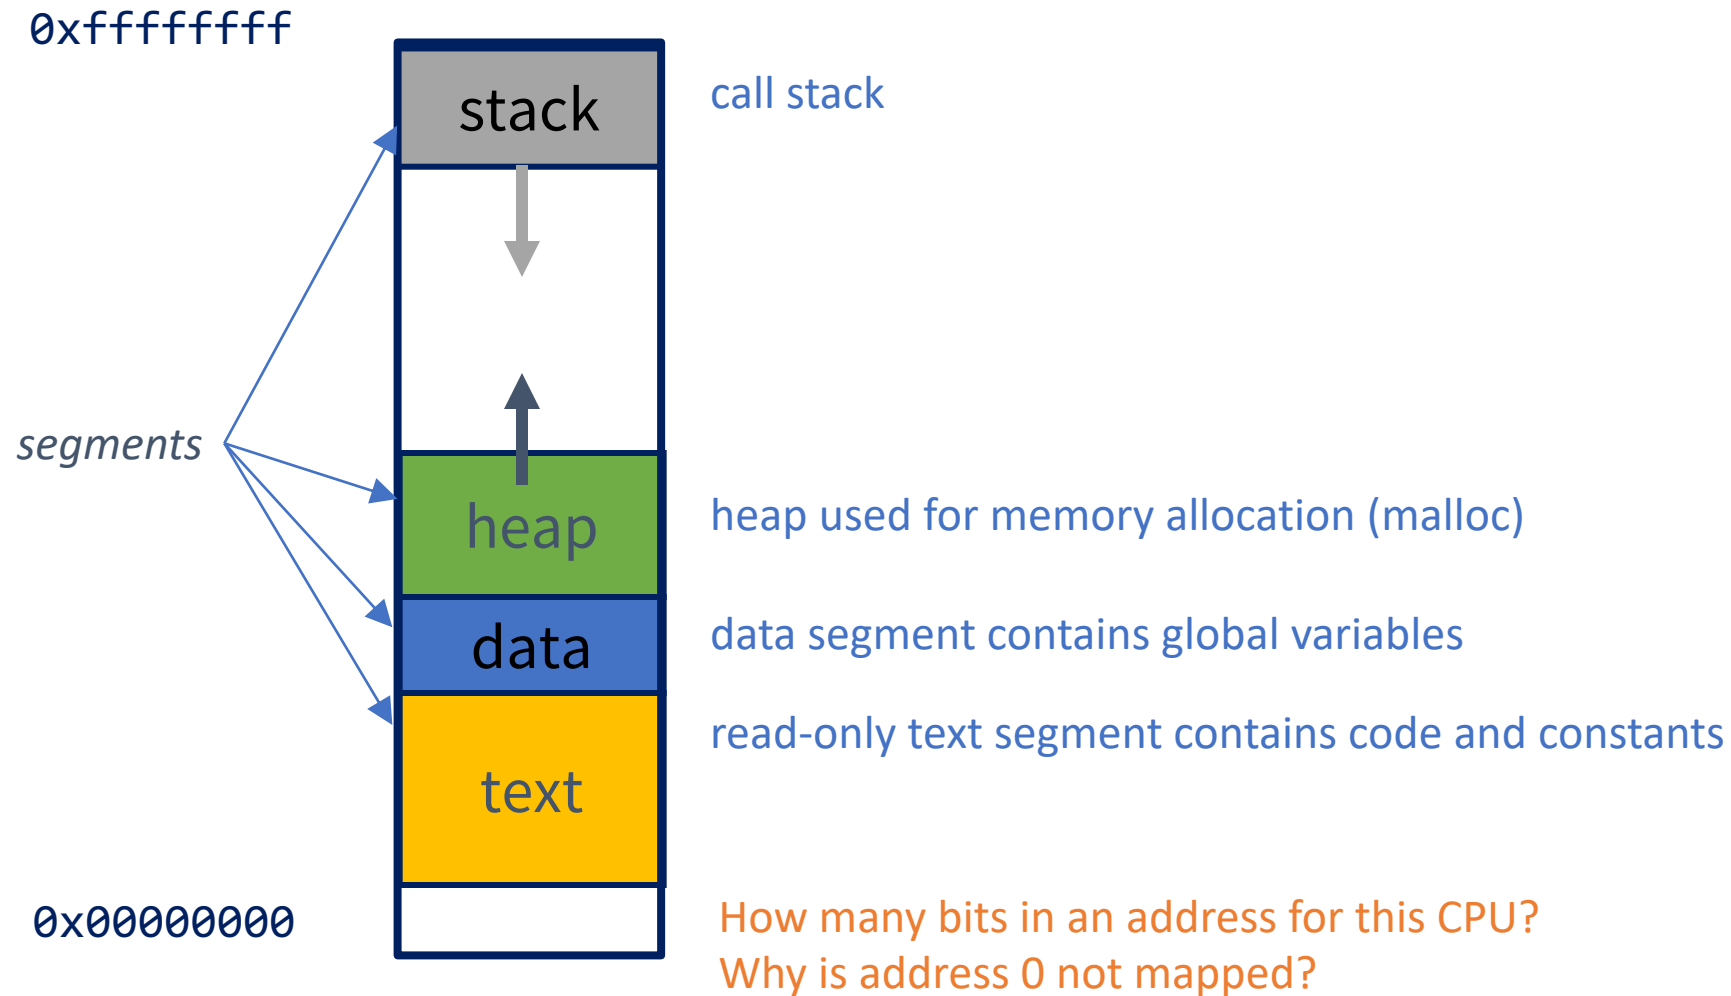 0xffffffff
stack
call stack
segments
heap
heap used for memory allocation (malloc)
data
data segment contains global variables
text
read-only text segment contains code and constants
0x00000000
How many bits in an address for this CPU?
Why is address 0 not mapped?